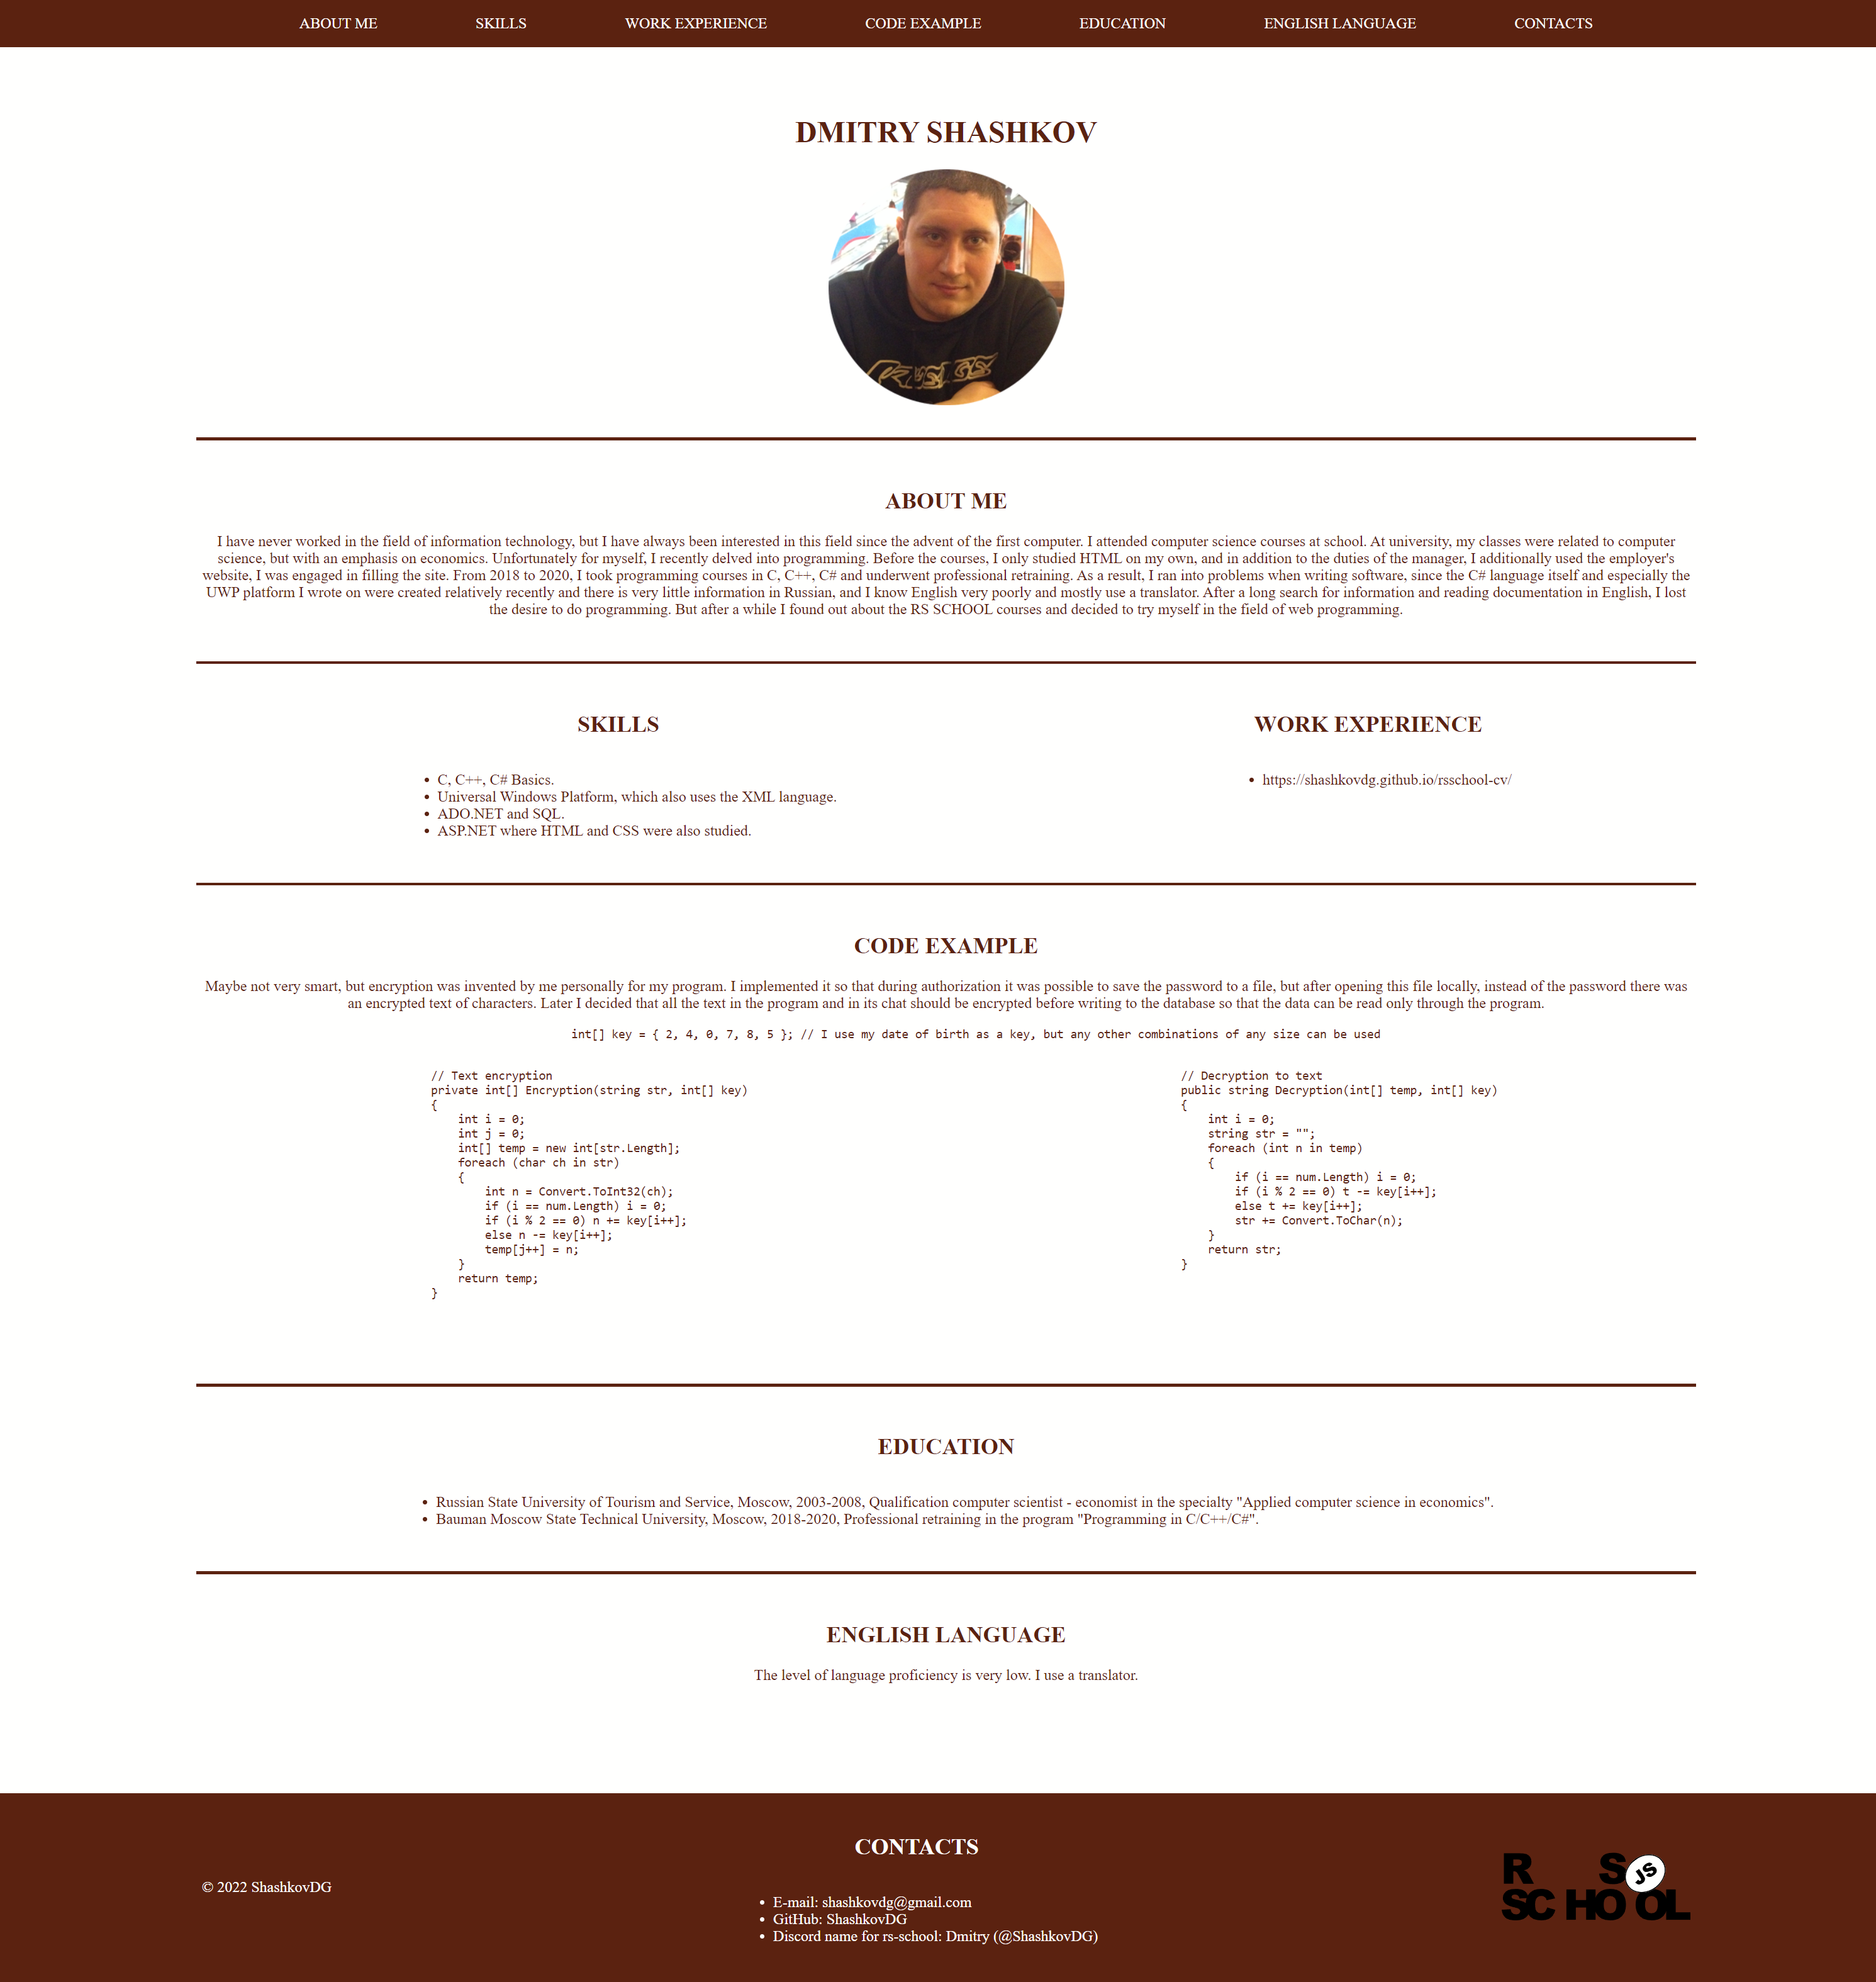 ABOUT ME SKILLS WORK EXPERIENCE CODE EXAMPLE EDUCATION ENGLISH LANGUAGE CONTACTS
DMITRY SHASHKOV
ABOUT ME
I have never worked in the field of information technology, but I have always been interested in this field since the advent of the first computer. I attended computer science courses at school. At university, my classes were related to computer
science, but with an emphasis on economics. Unfortunately for myself, I recently delved into programming. Before the courses, I only studied HTML on my own, and in addition to the duties of the manager, I additionally used the employer's
website, I was engaged in filling the site. From 2018 to 2020, I took programming courses in C, C++, C# and underwent professional retraining. As a result, I ran into problems when writing software, since the C# language itself and especially the
UWP platform I wrote on were created relatively recently and there is very little information in Russian, and I know English very poorly and mostly use a translator. After a long search for information and reading documentation in English, I lost
the desire to do programming. But after a while I found out about the RS SCHOOL courses and decided to try myself in the field of web programming.
SKILLS
• C, C++, C# Basics.
• Universal Windows Platform, which also uses the XML language.
• ADO.NET and SQL.
• ASP.NET where HTML and CSS were also studied.
WORK EXPERIENCE
• https://shashkovdg.github.io/rsschool-cv/
CODE EXAMPLE
Maybe not very smart, but encryption was invented by me personally for my program. I implemented it so that during authorization it was possible to save the password to a file, but after opening this file locally, instead of the password there was
an encrypted text of characters. Later I decided that all the text in the program and in its chat should be encrypted before writing to the database so that the data can be read only through the program.
int[] key = { 2, 4, 0, 7, 8, 5 }; // I use my date of birth as a key, but any other combinations of any size can be used
// Text encryption
private int[] Encryption(string str, int[] key)
{
    int i = 0;
    int j = 0;
    int[] temp = new int[str.Length];
    foreach (char ch in str)
    {
        int n = Convert.ToInt32(ch);
        if (i == num.Length) i = 0;
        if (i % 2 == 0) n += key[i++];
        else n -= key[i++];
        temp[j++] = n;
    }
    return temp;
}
// Decryption to text
public string Decryption(int[] temp, int[] key)
{
    int i = 0;
    string str = "";
    foreach (int n in temp)
    {
        if (i == num.Length) i = 0;
        if (i % 2 == 0) t -= key[i++];
        else t += key[i++];
        str += Convert.ToChar(n);
    }
    return str;
}
EDUCATION
• Russian State University of Tourism and Service, Moscow, 2003-2008, Qualification computer scientist - economist in the specialty "Applied computer science in economics".
• Bauman Moscow State Technical University, Moscow, 2018-2020, Professional retraining in the program "Programming in C/C++/C#".
ENGLISH LANGUAGE
The level of language proficiency is very low. I use a translator.
© 2022 ShashkovDG
CONTACTS
• E-mail: shashkovdg@gmail.com
• GitHub: ShashkovDG
• Discord name for rs-school: Dmitry (@ShashkovDG)
R S JS
SCHOOL